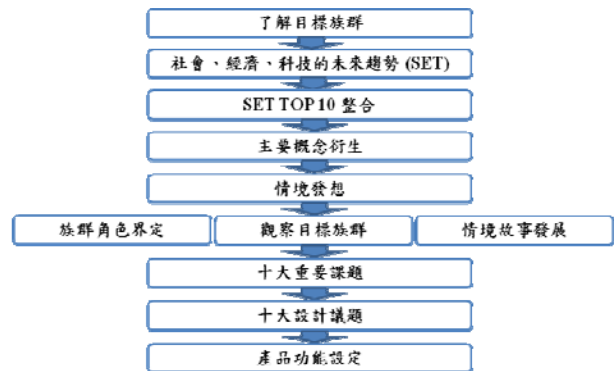 了解目標族群
社會、經濟、科技的未來趨勢 (SET)
SET TOP 10 整合
主要概念衍生
情境發想
族群角色界定
觀察目標族群
情境故事發展
十大重要課題
十大設計議題
產品功能設定